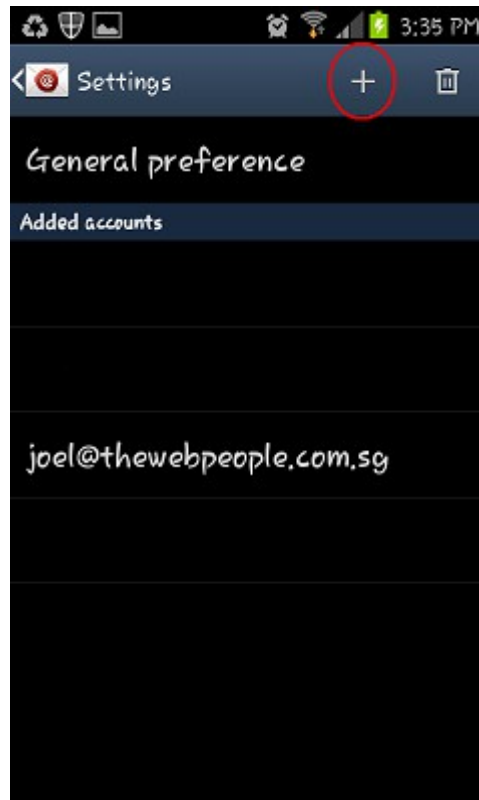 3:35 PM
Settings
General preference
Added accounts
joel@thewebpeople.com.sg